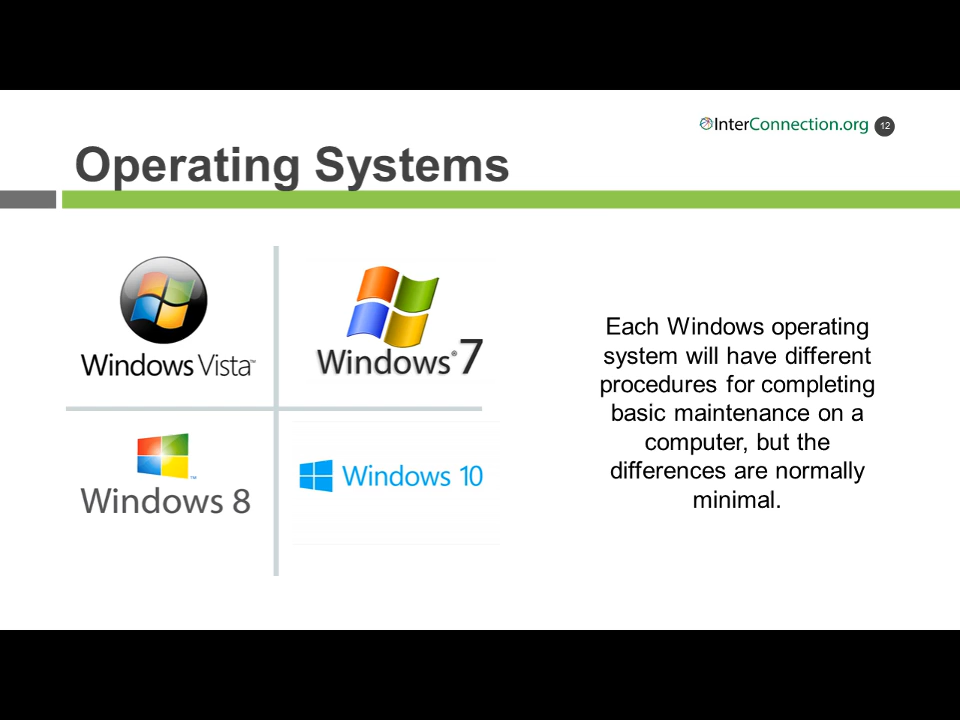 InterConnection.org 12
Operating Systems
Windows Vista™
Windows® 7
Windows 8
™
Windows 10
Each Windows operating
system will have different
procedures for completing
basic maintenance on a
computer, but the
differences are normally
minimal.